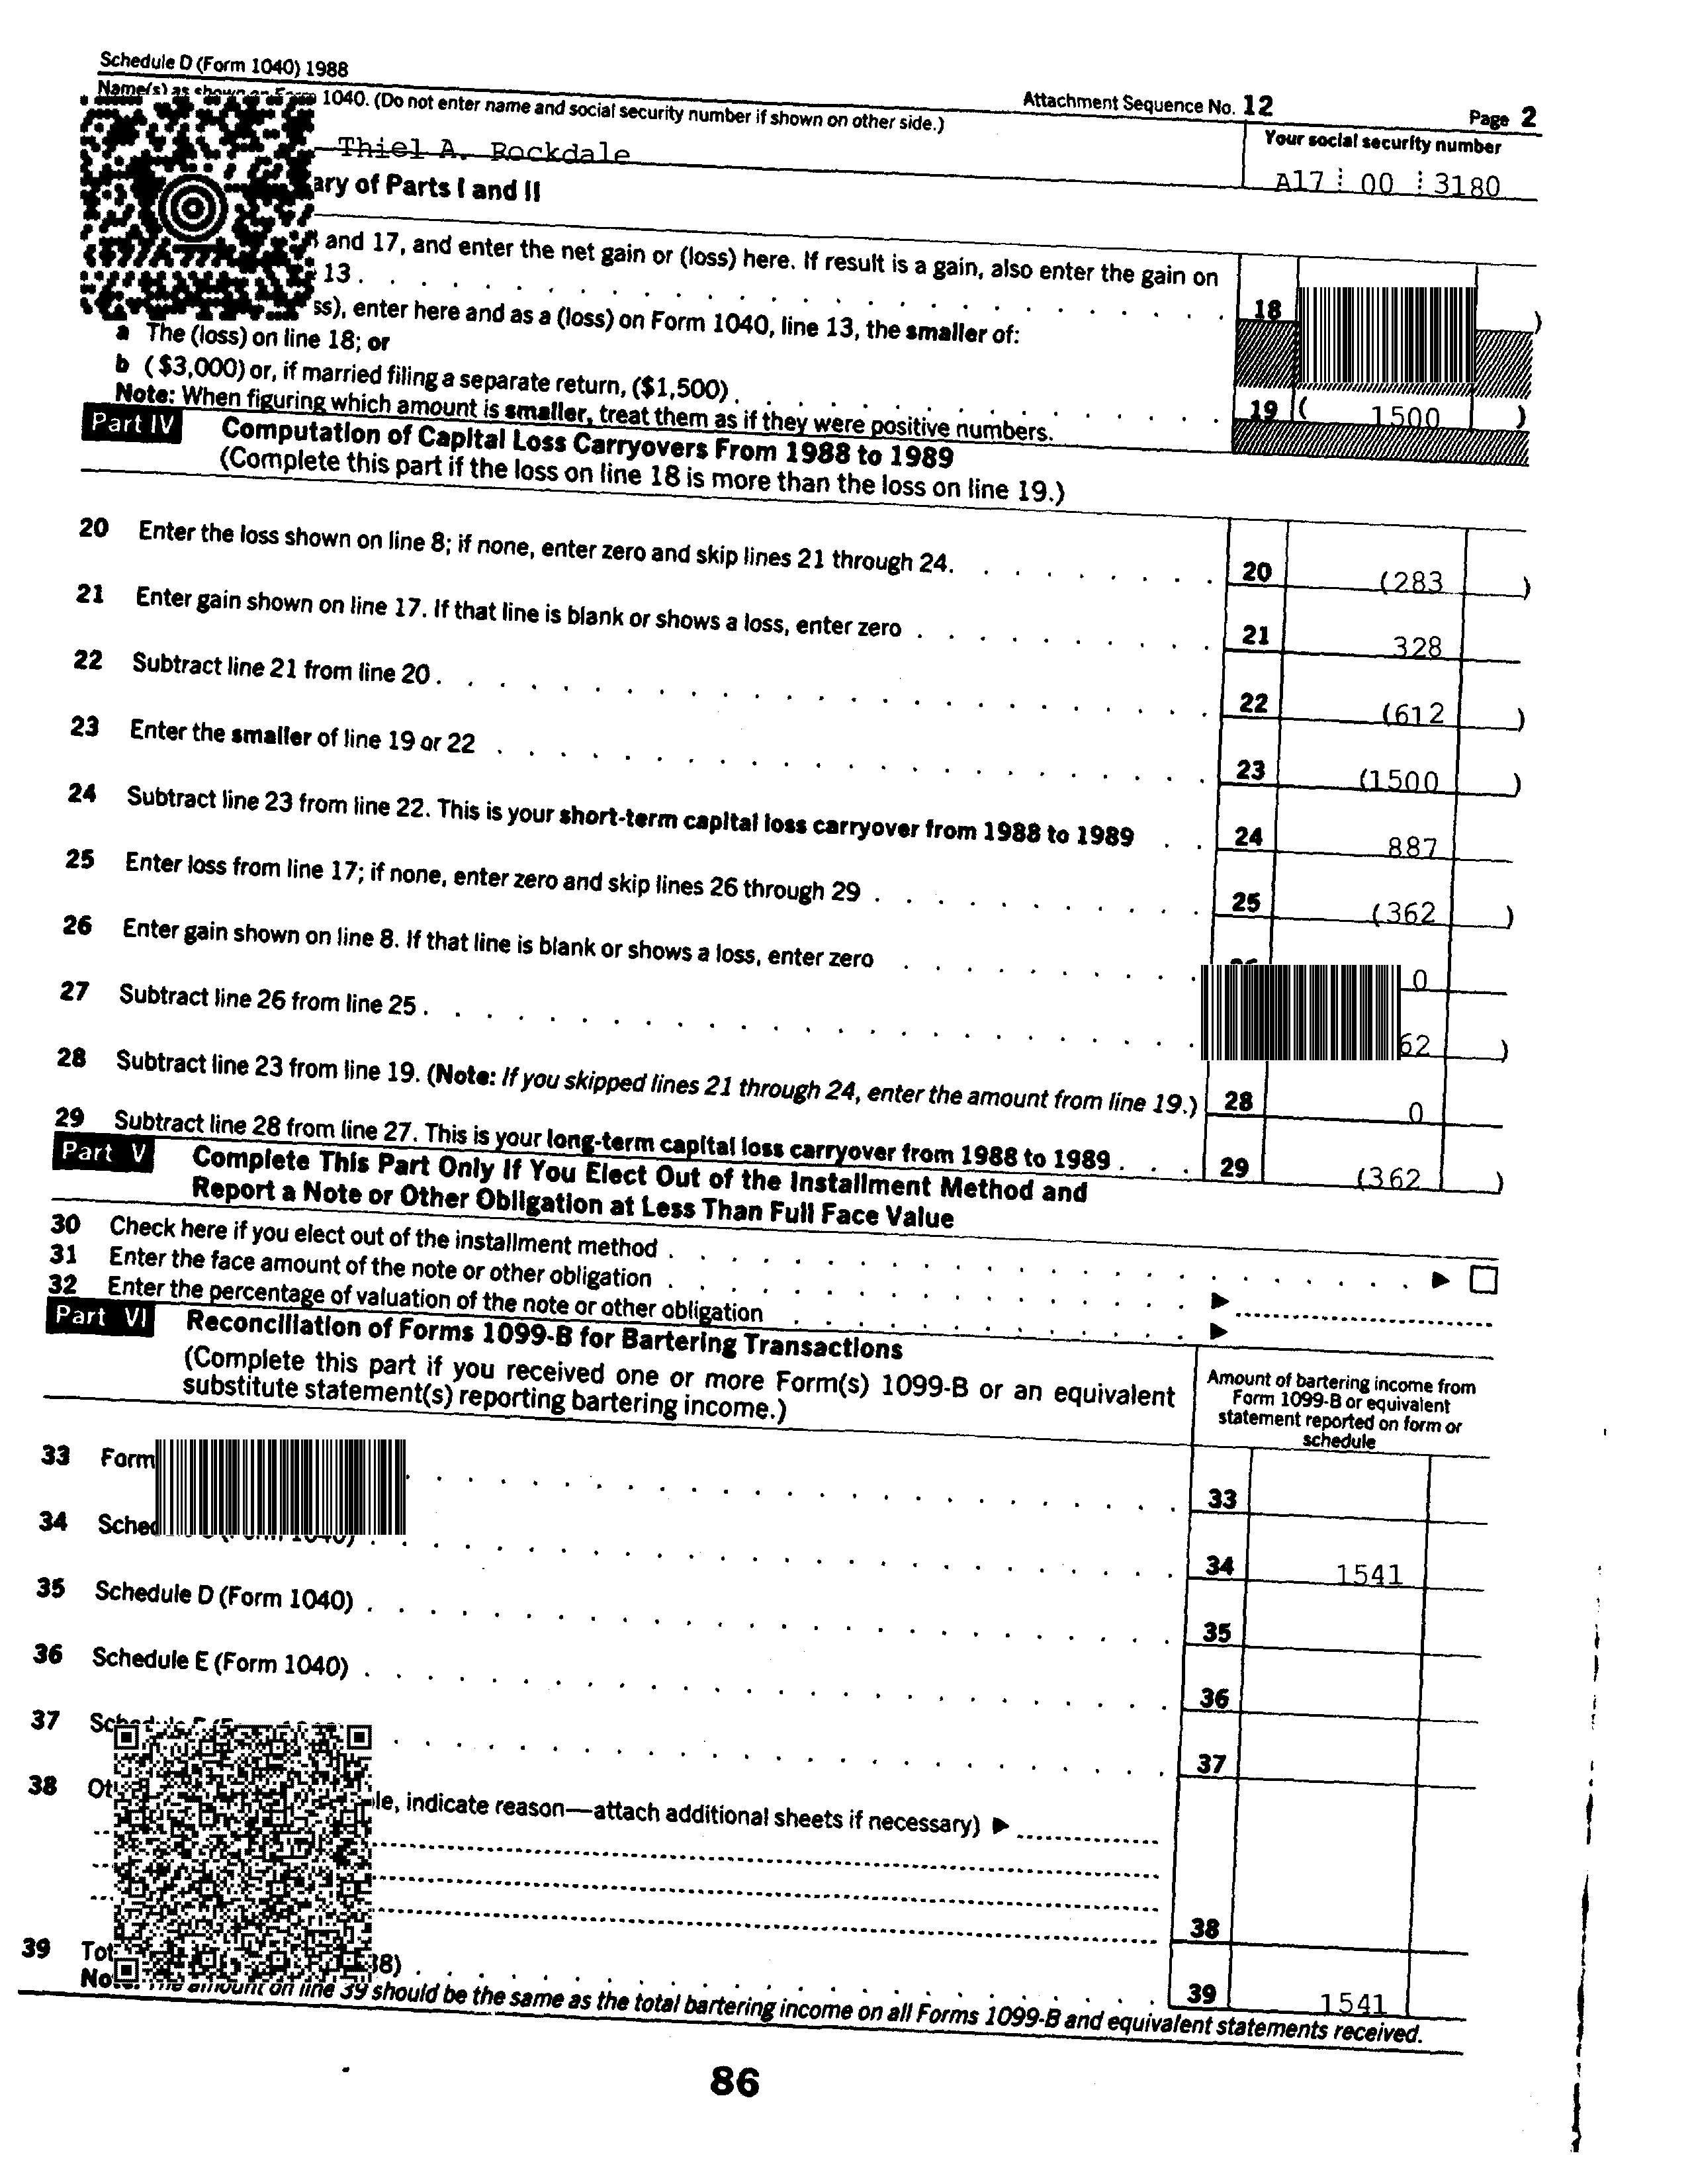 Schedule D (Form 1040) 1988
Attachment Sequence No. 12
Page 2
Name(s) as shown on Form 1040. (Do not enter name and social security number if shown on other side.)
Your social security number
Thiel A. Rockdale
A17 00 3180
ary of Parts I and II
and 17, and enter the net gain or (loss) here. If result is a gain, also enter the gain on
13
18
)
ss), enter here and as a (loss) on Form 1040, line 13, the smaller of:
a The (loss) on line 18; or
b ($3,000) or, if married filing a separate return, ($1,500)
19 ( 1500 )
Note: When figuring which amount is smaller, treat them as if they were positive numbers.
Part IV Computation of Capital Loss Carryovers From 1988 to 1989
(Complete this part if the loss on line 18 is more than the loss on line 19.)
20 Enter the loss shown on line 8; if none, enter zero and skip lines 21 through 24. 20 (283 )
21 Enter gain shown on line 17. If that line is blank or shows a loss, enter zero 21 328
22 Subtract line 21 from line 20. 22 (612 )
23 Enter the smaller of line 19 or 22 23 (1500 )
24 Subtract line 23 from line 22. This is your short-term capital loss carryover from 1988 to 1989 24 887
25 Enter loss from line 17; if none, enter zero and skip lines 26 through 29 25 (362 )
26 Enter gain shown on line 8. If that line is blank or shows a loss, enter zero 0
27 Subtract line 26 from line 25. 62 )
28 Subtract line 23 from line 19. (Note: If you skipped lines 21 through 24, enter the amount from line 19.) 28 0
29 Subtract line 28 from line 27. This is your long-term capital loss carryover from 1988 to 1989 29 (362 )
Part V Complete This Part Only If You Elect Out of the Installment Method and
Report a Note or Other Obligation at Less Than Full Face Value
30 Check here if you elect out of the installment method
31 Enter the face amount of the note or other obligation
32 Enter the percentage of valuation of the note or other obligation
Part VI Reconciliation of Forms 1099-B for Bartering Transactions
(Complete this part if you received one or more Form(s) 1099-B or an equivalent
substitute statement(s) reporting bartering income.)
Amount of bartering income from
Form 1099-B or equivalent
statement reported on form or
schedule
33 Form 33
34 Sched (Form 1040) 34 1541
35 Schedule D (Form 1040) 35
36 Schedule E (Form 1040) 36
37 Schedule F 37
38 Ot le, indicate reason—attach additional sheets if necessary)
38
39 Tot 38) 39 1541
Note: The amount on line 39 should be the same as the total bartering income on all Forms 1099-B and equivalent statements received.
86